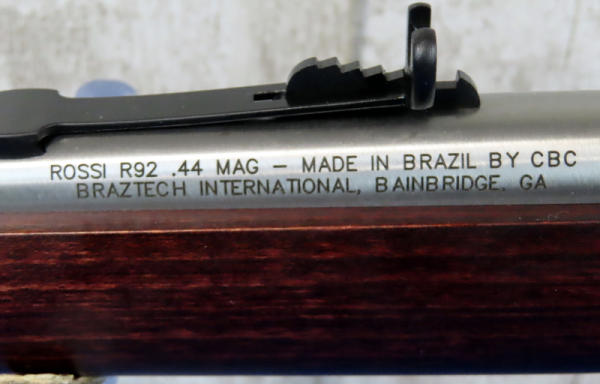 ROSSI R92 .44 MAG – MADE IN BRAZIL BY CBC
BRAZTECH INTERNATIONAL, BAINBRIDGE, GA